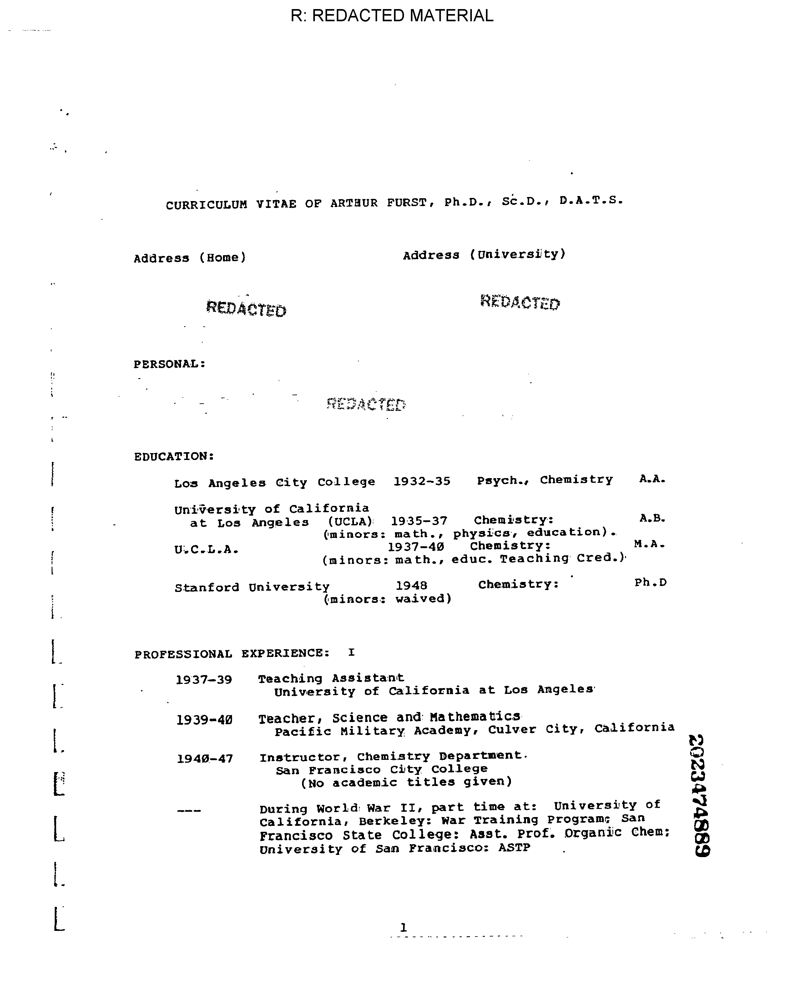 R: REDACTED MATERIAL
CURRICULUM VITAE OF ARTHUR FURST, Ph.D., Sc.D., D.A.T.S.
Address (Home) Address (University)
REDACTED REDACTED
PERSONAL:
REDACTED
EDUCATION:
Los Angeles City College 1932-35 Psych., Chemistry A.A.
University of California
at Los Angeles (UCLA) 1935-37 Chemistry: A.B.
(minors: math., physics, education).
U.C.L.A. 1937-40 Chemistry: M.A.
(minors: math., educ. Teaching Cred.)
Stanford University 1948 Chemistry: Ph.D
(minors: waived)
PROFESSIONAL EXPERIENCE: I
1937-39 Teaching Assistant
University of California at Los Angeles
1939-40 Teacher, Science and Mathematics
Pacific Military Academy, Culver City, California
1940-47 Instructor, Chemistry Department.
San Francisco City College
(No academic titles given)
--- During World War II, part time at: University of
California, Berkeley: War Training Program; San
Francisco State College: Asst. Prof. Organic Chem;
University of San Francisco: ASTP
2023474889
1